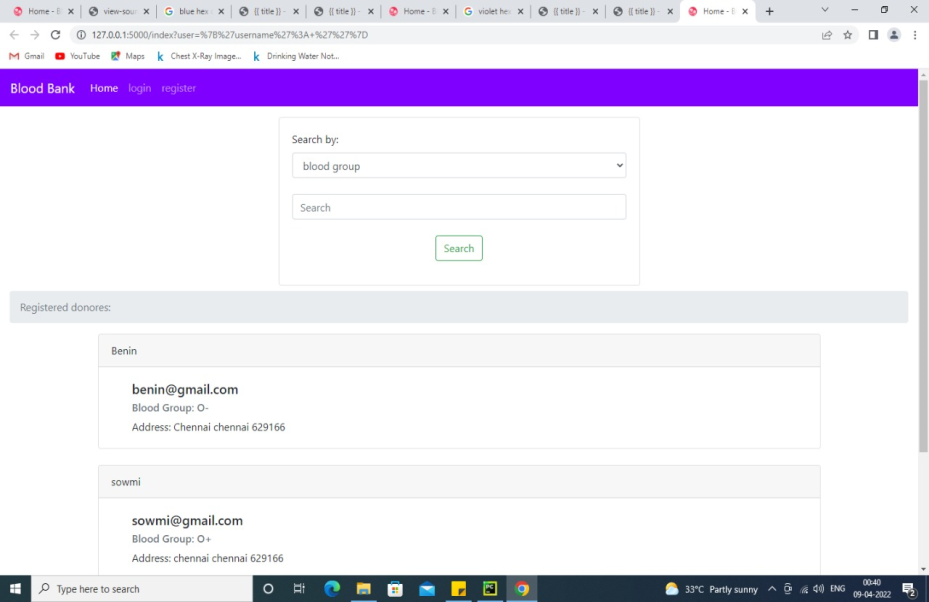 Home - B
view-sour
blue hex
{{ title }} -
{{ title }} -
Home - B
violet hex
{{ title }} -
{{ title }} -
Home - B
127.0.0.1:5000/index?user=%7B%27username%27%3A+%27%27%7D
Gmail YouTube Maps Chest X-Ray Image... Drinking Water Not...
Blood Bank Home login register
Search by:
blood group
Search
Search
Registered donores:
Benin
benin@gmail.com
Blood Group: O-
Address: Chennai chennai 629166
sowmi
sowmi@gmail.com
Blood Group: O+
Address: chennai chennai 629166
Type here to search
33°C Partly sunny
ENG
00:40
09-04-2022
2